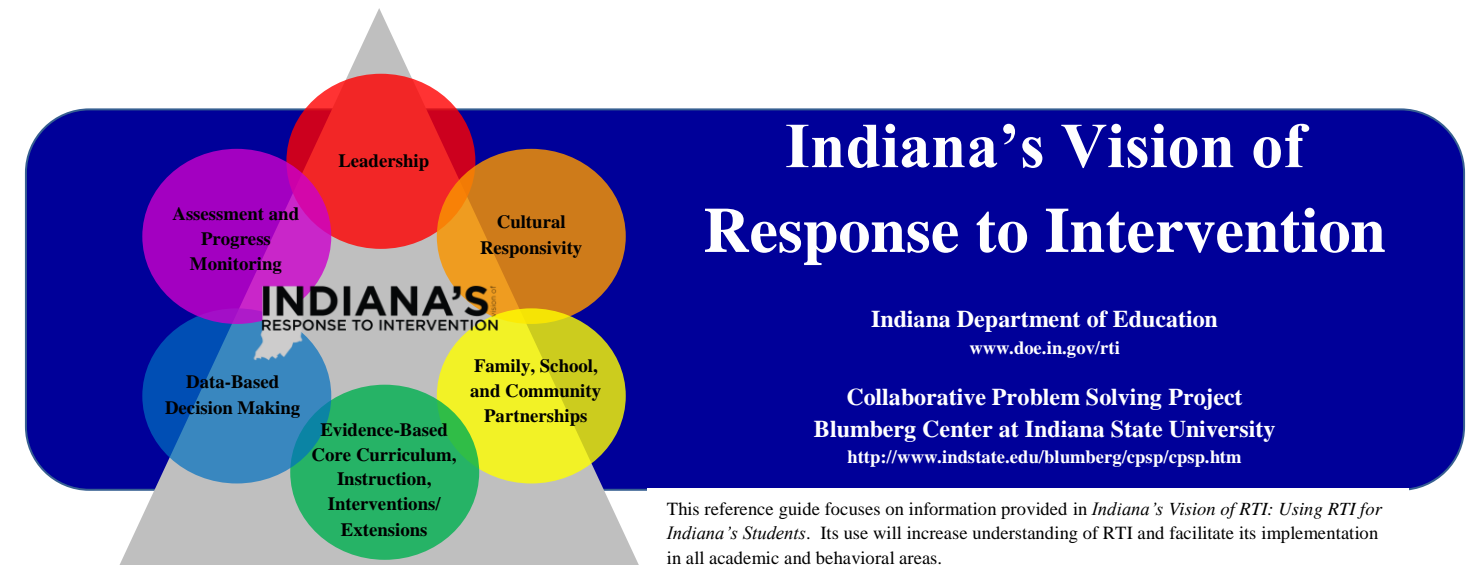 Leadership
Assessment and
Progress
Monitoring
Cultural
Responsivity
INDIANA'S
vision of
RESPONSE TO INTERVENTION
Data-Based
Decision Making
Family, School,
and Community
Partnerships
Evidence-Based
Core Curriculum,
Instruction,
Interventions/
Extensions
Indiana's Vision of
Response to Intervention
Indiana Department of Education
www.doe.in.gov/rti
Collaborative Problem Solving Project
Blumberg Center at Indiana State University
http://www.indstate.edu/blumberg/cpsp/cpsp.htm
This reference guide focuses on information provided in Indiana's Vision of RTI: Using RTI for
Indiana's Students.  Its use will increase understanding of RTI and facilitate its implementation
in all academic and behavioral areas.